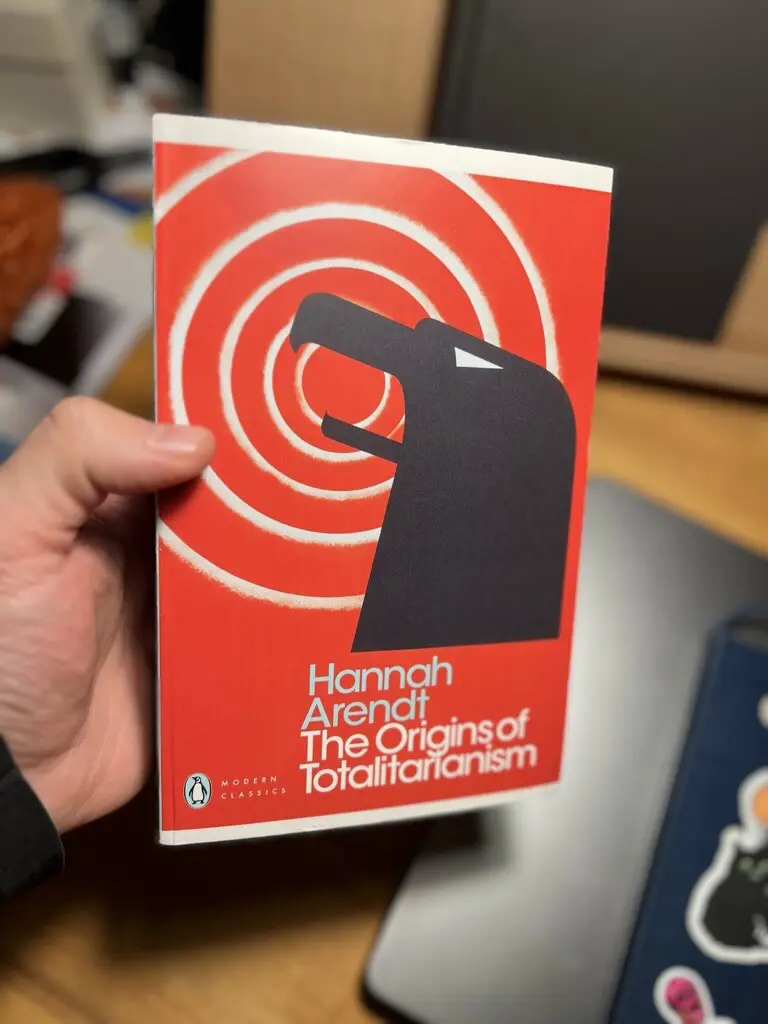 Hannah
Arendt
The Origins of
Totalitarianism
MODERN
CLASSICS